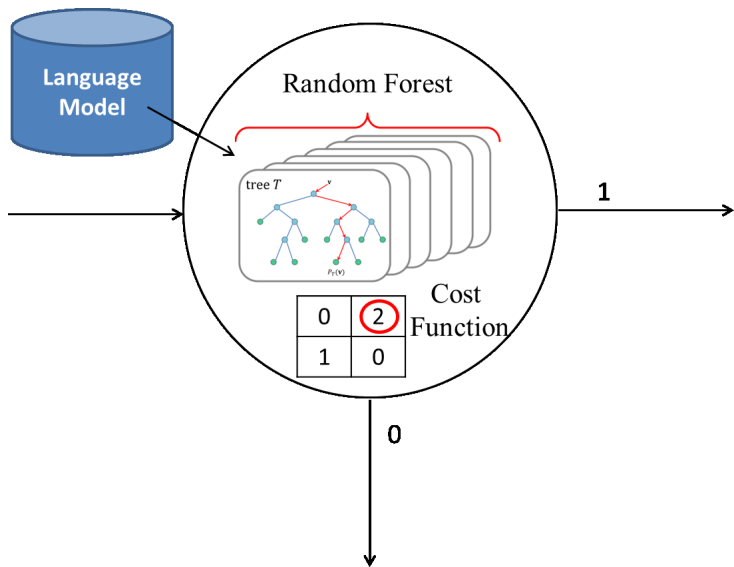 Language
Model
Random Forest
tree T
v
P_T(v)
1
Cost
Function
0 2
1 0
0